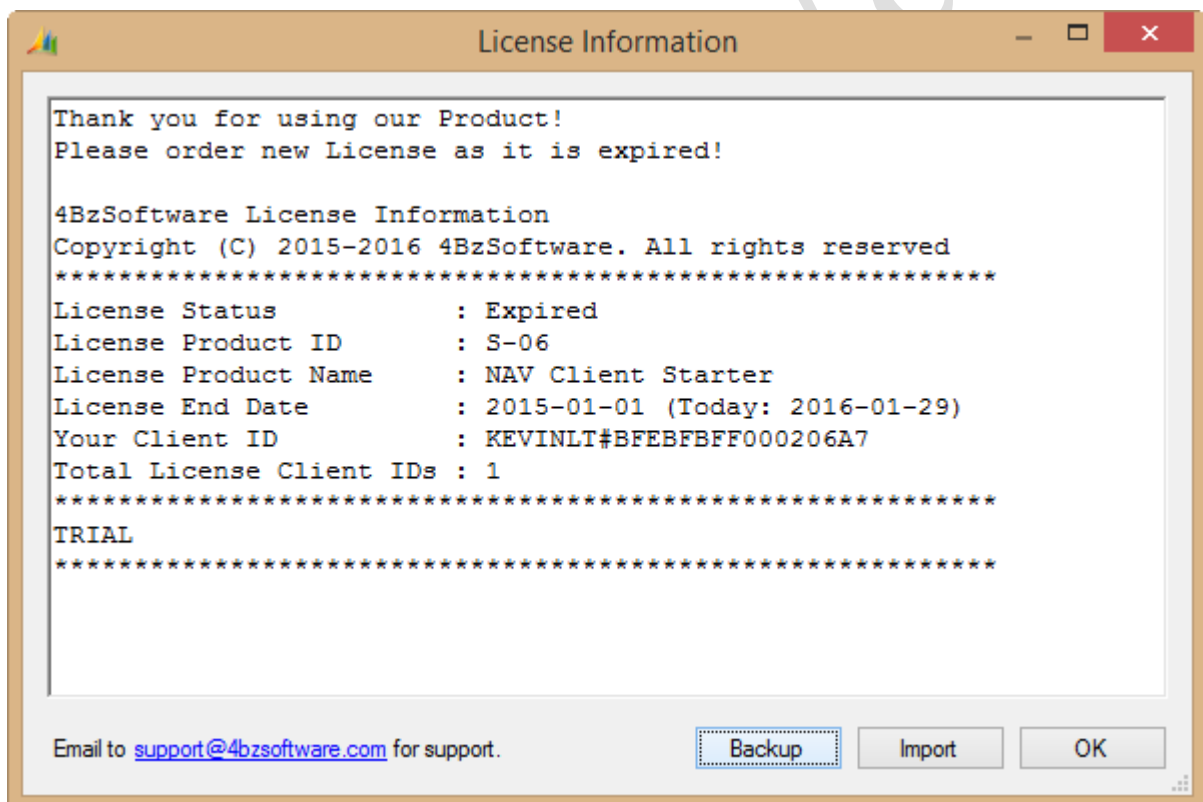 License Information
Thank you for using our Product!
Please order new License as it is expired!
4BzSoftware License Information
Copyright (C) 2015-2016 4BzSoftware. All rights reserved
***********************************************************
License Status           : Expired
License Product ID       : S-06
License Product Name     : NAV Client Starter
License End Date         : 2015-01-01 (Today: 2016-01-29)
Your Client ID           : KEVINLT#BFEBFBFF000206A7
Total License Client IDs : 1
***********************************************************
TRIAL
***********************************************************
Email to support@4bzsoftware.com for support.
Backup
Import
OK